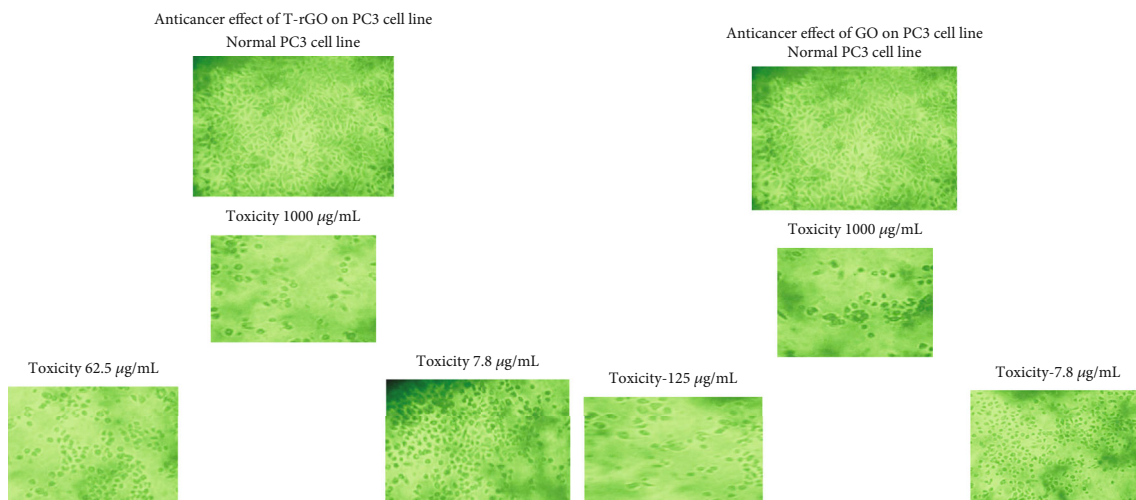 Anticancer effect of T-rGO on PC3 cell line
Normal PC3 cell line
Toxicity 1000 μg/mL
Toxicity 62.5 μg/mL
Toxicity 7.8 μg/mL
Anticancer effect of GO on PC3 cell line
Normal PC3 cell line
Toxicity 1000 μg/mL
Toxicity-125 μg/mL
Toxicity-7.8 μg/mL